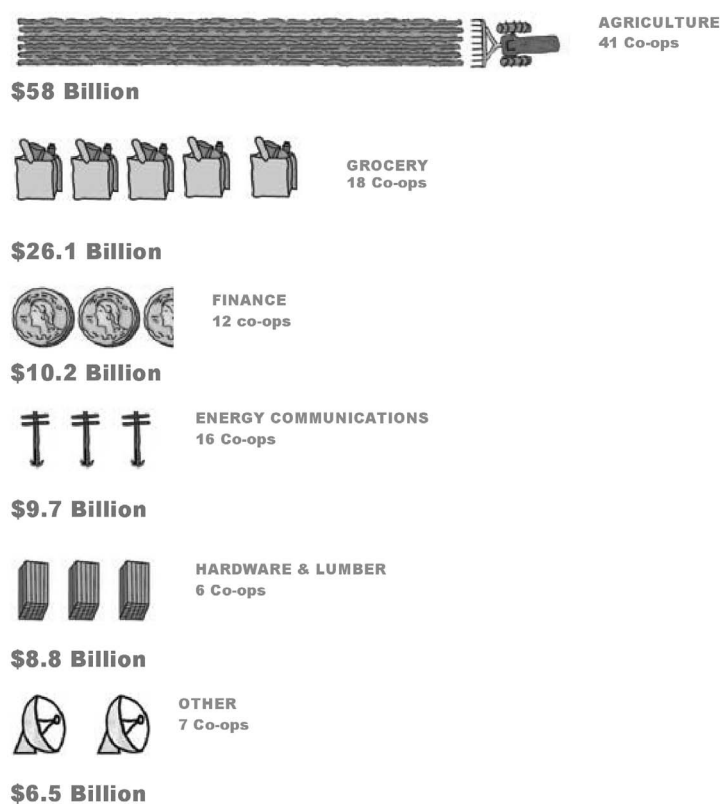 AGRICULTURE
41 Co-ops
$58 Billion
GROCERY
18 Co-ops
$26.1 Billion
FINANCE
12 co-ops
$10.2 Billion
ENERGY COMMUNICATIONS
16 Co-ops
$9.7 Billion
HARDWARE & LUMBER
6 Co-ops
$8.8 Billion
OTHER
7 Co-ops
$6.5 Billion